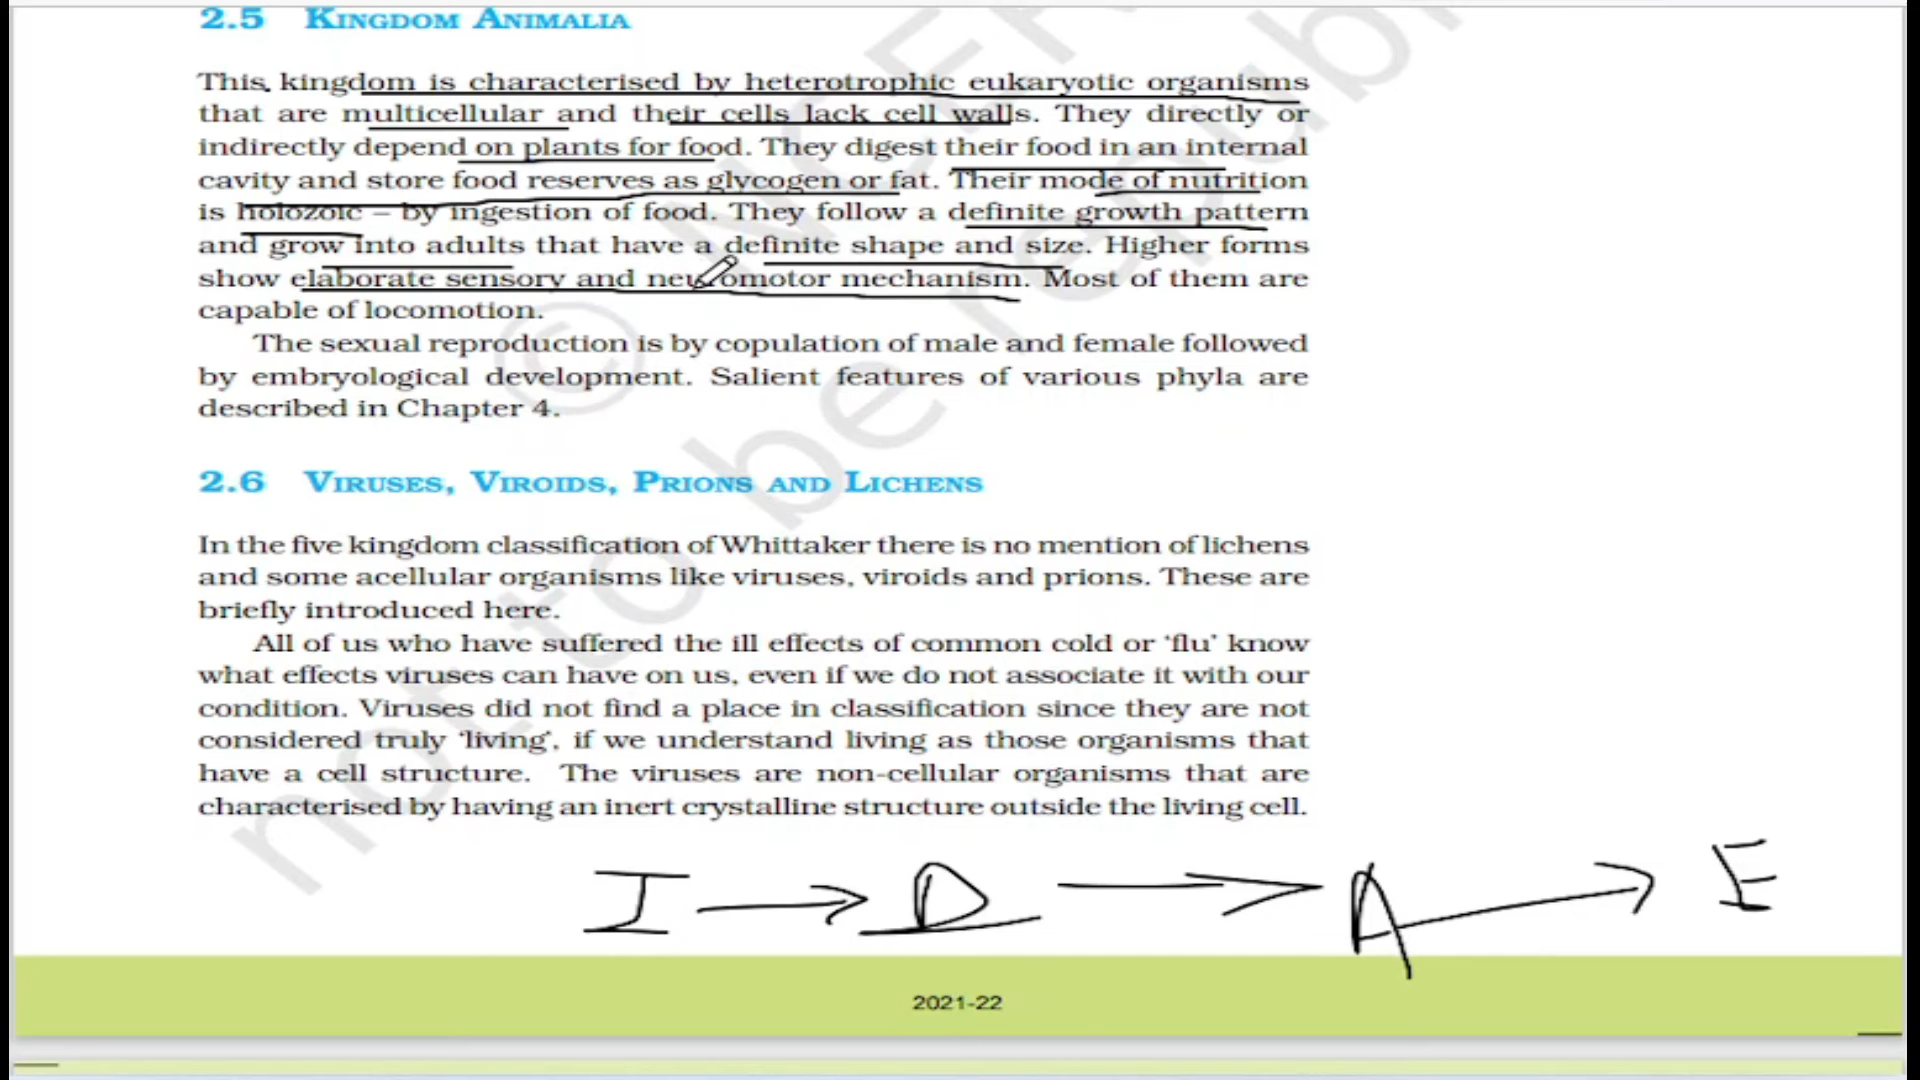 2.5 KINGDOM ANIMALIA
This kingdom is characterised by heterotrophic eukaryotic organisms
that are multicellular and their cells lack cell walls. They directly or
indirectly depend on plants for food. They digest their food in an internal
cavity and store food reserves as glycogen or fat. Their mode of nutrition
is holozoic – by ingestion of food. They follow a definite growth pattern
and grow into adults that have a definite shape and size. Higher forms
show elaborate sensory and neuromotor mechanism. Most of them are
capable of locomotion.
The sexual reproduction is by copulation of male and female followed
by embryological development. Salient features of various phyla are
described in Chapter 4.
2.6 VIRUSES, VIROIDS, PRIONS AND LICHENS
In the five kingdom classification of Whittaker there is no mention of lichens
and some acellular organisms like viruses, viroids and prions. These are
briefly introduced here.
All of us who have suffered the ill effects of common cold or ‘flu’ know
what effects viruses can have on us, even if we do not associate it with our
condition. Viruses did not find a place in classification since they are not
considered truly ‘living’, if we understand living as those organisms that
have a cell structure. The viruses are non-cellular organisms that are
characterised by having an inert crystalline structure outside the living cell.
I → D → A → E
2021-22
© NCER
not to be republ